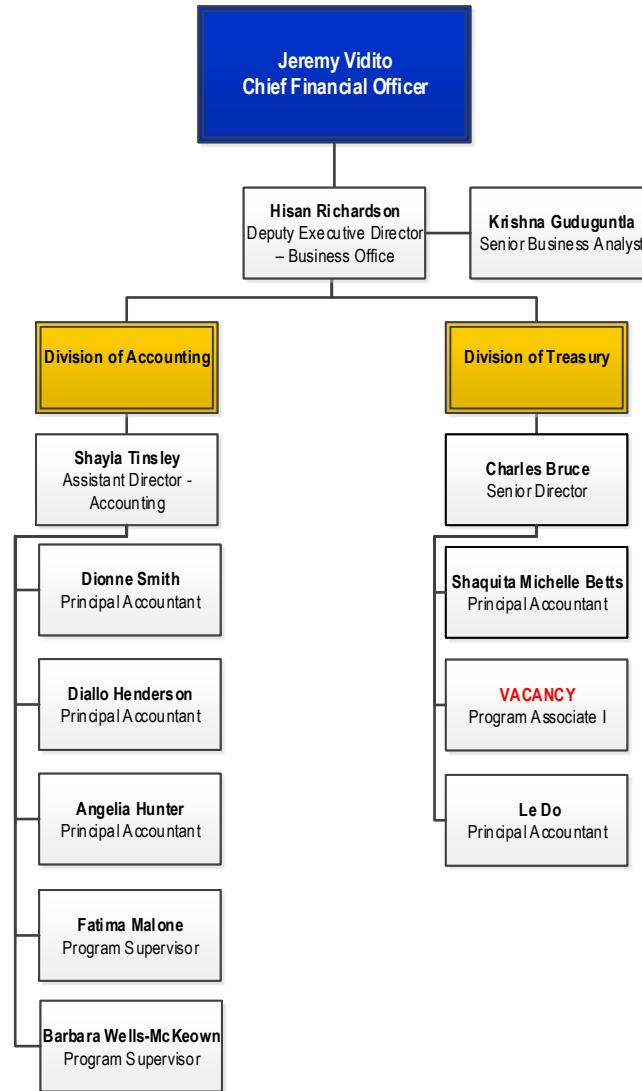 Jeremy Vidito
Chief Financial Officer
Hisan Richardson
Deputy Executive Director
– Business Office
Krishna Guduguntla
Senior Business Analyst
Division of Accounting
Division of Treasury
Shayla Tinsley
Assistant Director -
Accounting
Charles Bruce
Senior Director
Dionne Smith
Principal Accountant
Shaquita Michelle Betts
Principal Accountant
Diallo Henderson
Principal Accountant
VACANCY
Program Associate I
Angelia Hunter
Principal Accountant
Le Do
Principal Accountant
Fatima Malone
Program Supervisor
Barbara Wells-McKeown
Program Supervisor